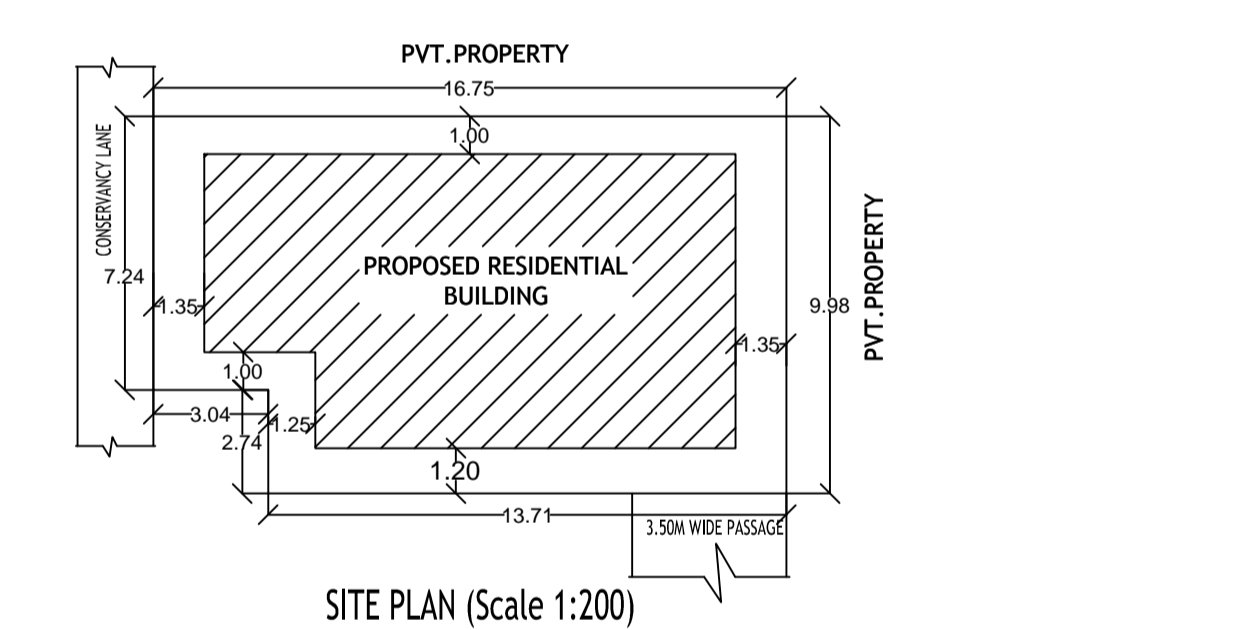 PVT.PROPERTY
16.75
1.00
CONSERVANCY LANE
PROPOSED RESIDENTIAL
BUILDING
7.24
1.35
9.98
PVT.PROPERTY
1.35
1.00
3.04
1.25
2.74
1.20
13.71
3.50M WIDE PASSAGE
SITE PLAN (Scale 1:200)